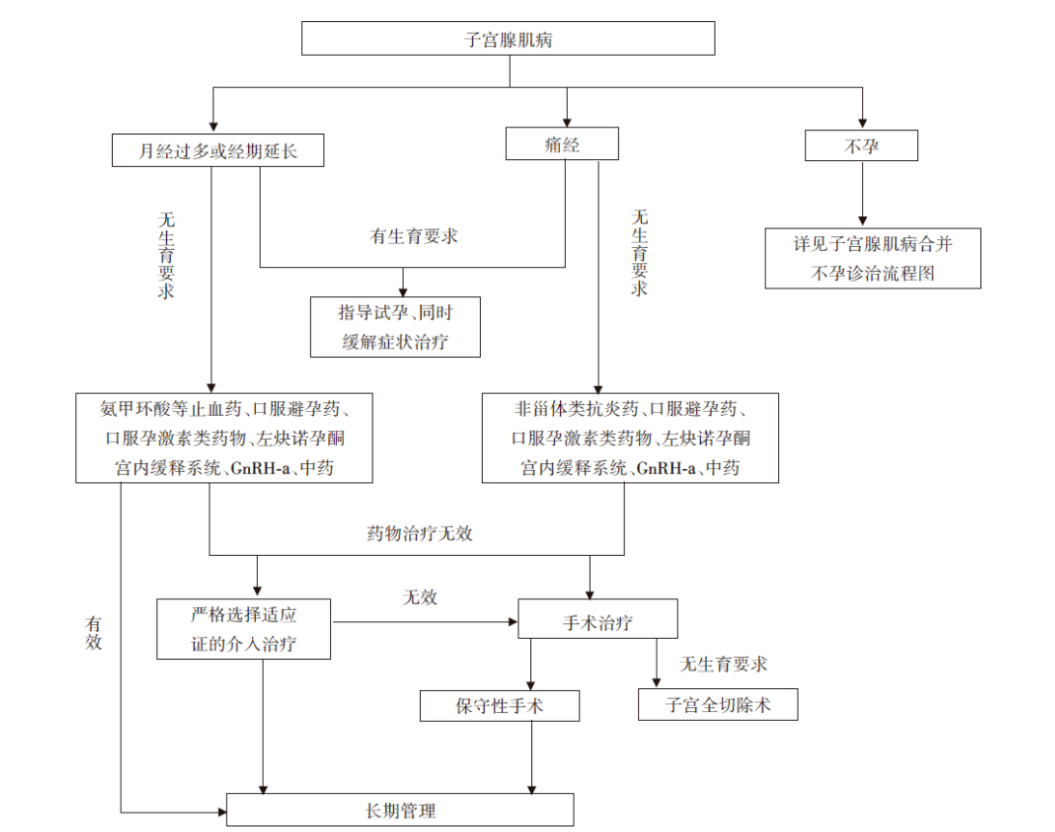 子宫腺肌病
月经过多或经期延长
痛经
不孕
无生育要求
有生育要求
无生育要求
详见子宫腺肌病合并
不孕诊治流程图
指导试孕、同时
缓解症状治疗
氨甲环酸等止血药、口服避孕药、
口服孕激素类药物、左炔诺孕酮
宫内缓释系统、GnRH-a、中药
非甾体类抗炎药、口服避孕药、
口服孕激素类药物、左炔诺孕酮
宫内缓释系统、GnRH-a、中药
药物治疗无效
有效
严格选择适应
证的介入治疗
无效
手术治疗
无生育要求
保守性手术
子宫全切除术
长期管理